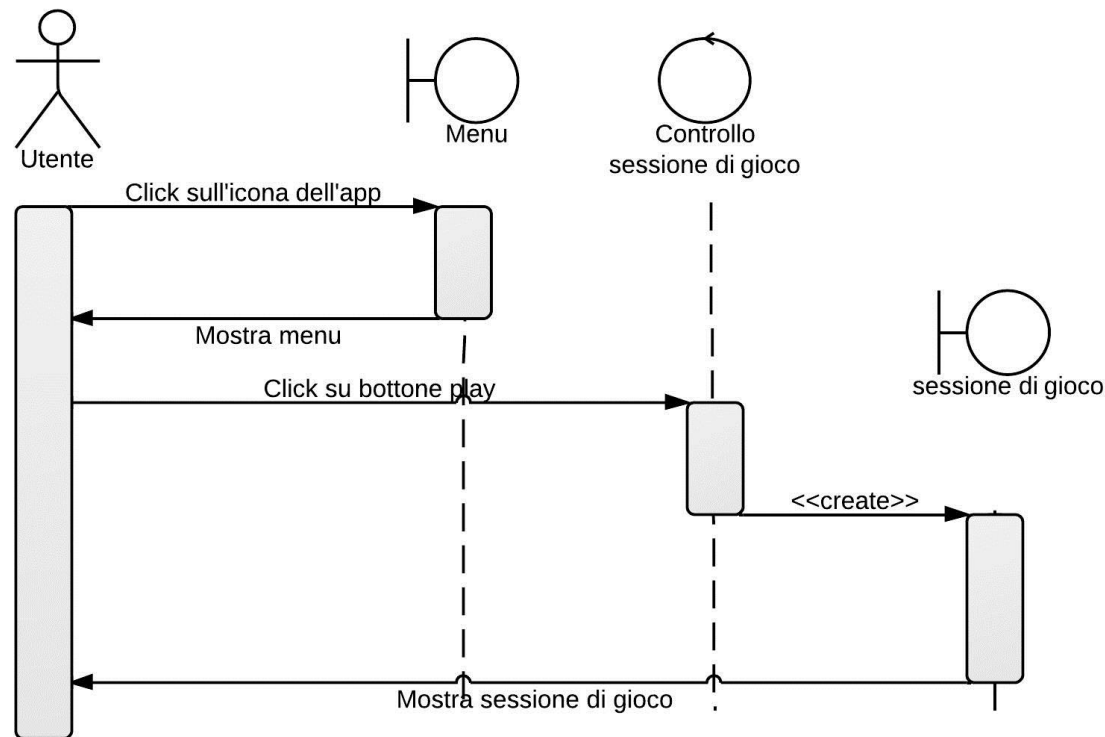 Menu
Controllo
sessione di gioco
Utente
Click sull'icona dell'app
Mostra menu
sessione di gioco
Click su bottone play
<<create>>
Mostra sessione di gioco